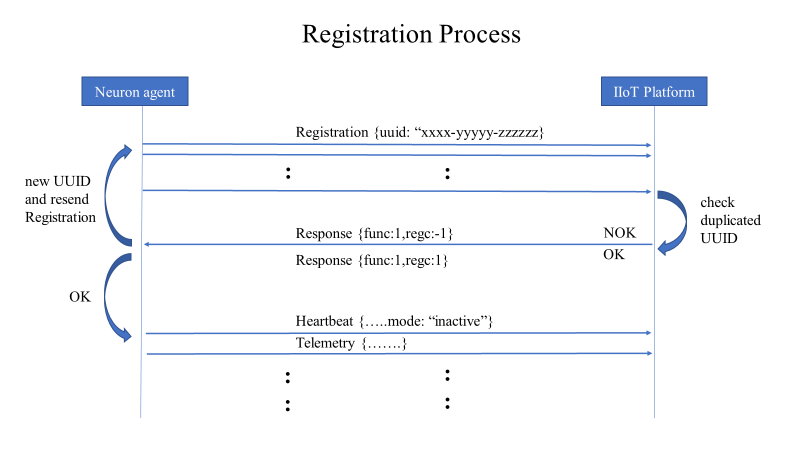 Registration Process
Neuron agent
IIoT Platform
Registration {uuid: “xxxx-yyyyy-zzzzzz}
: :
new UUID
and resend
Registration
check
duplicated
UUID
Response {func:1,regc:-1}
NOK
Response {func:1,regc:1}
OK
OK
Heartbeat {…..mode: “inactive”}
Telemetry {…….}
: :
: :